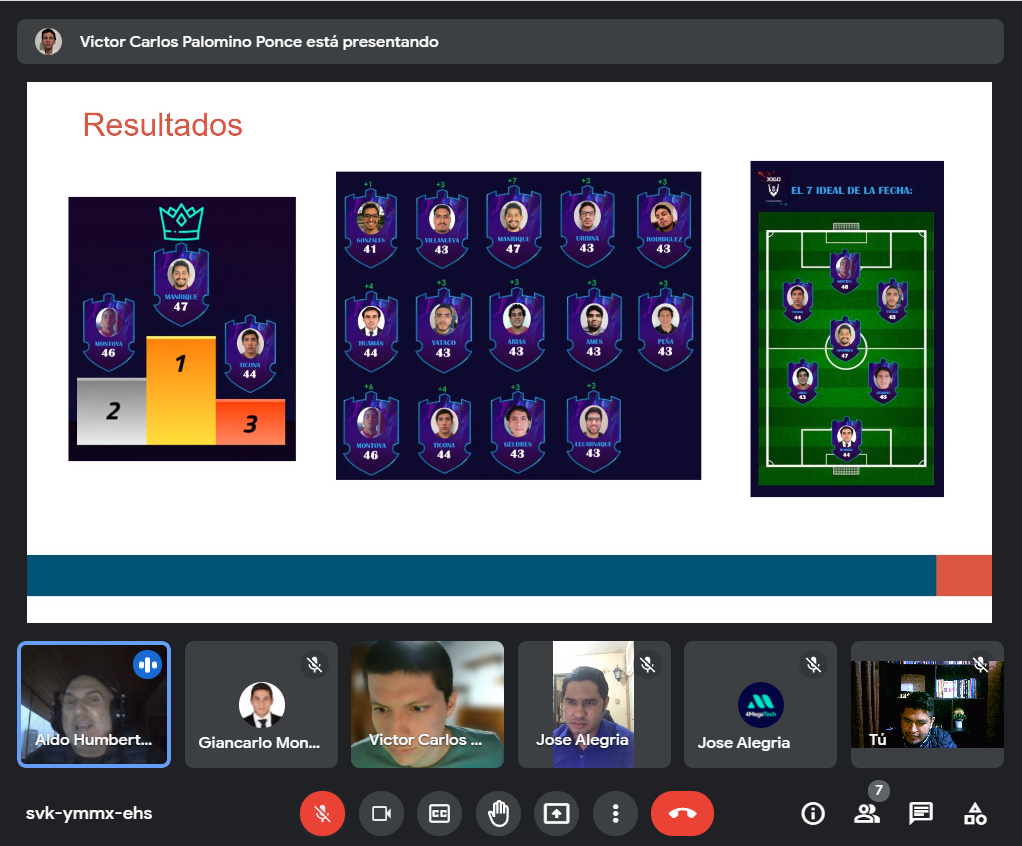 Victor Carlos Palomino Ponce está presentando
Resultados
MANRIQUE
47
MONTOYA
46
TICONA
44
1
2
3
+1
+3
+7
+3
+3
GONZALES
VILLANUEVA
MANRIQUE
URBINA
RODRIGUEZ
41
43
47
43
43
+4
+3
+3
+3
+3
HUAMÁN
YATACO
ARIAS
AMES
PEÑA
44
43
43
43
43
+6
+4
+3
+3
MONTOYA
TICONA
GELDRES
LECARNAQUE
46
44
43
43
JOGO
EL 7 IDEAL DE LA FECHA:
46
44
43
47
43
43
44
Aldo Humbert...
Giancarlo Mon...
Victor Carlos ...
Jose Alegria
4MegaTech
Jose Alegria
Tú
svk-ymmx-ehs
CC
7